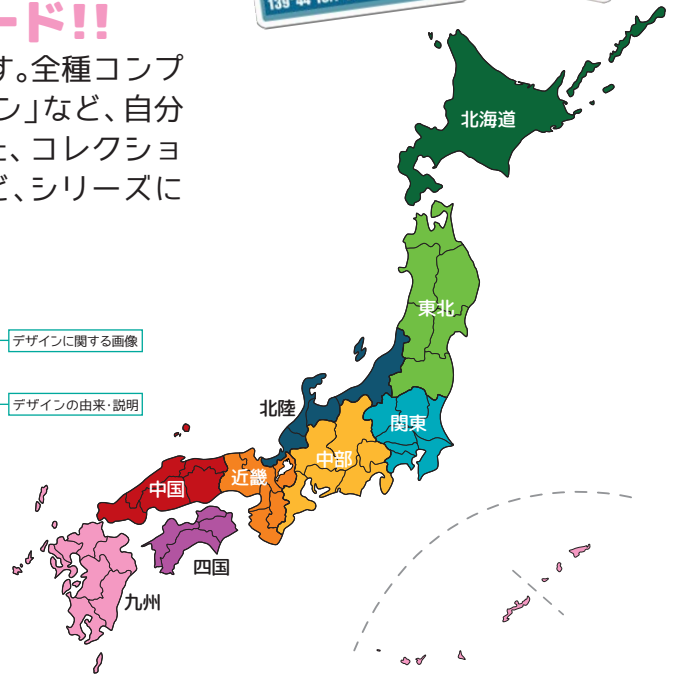 ード!!
す。全種コンプ
ン」など、自分
、コレクショ
ど、シリーズに
デザインに関する画像
デザインの由来・説明
北海道
東北
北陸
関東
中部
近畿
中国
四国
九州